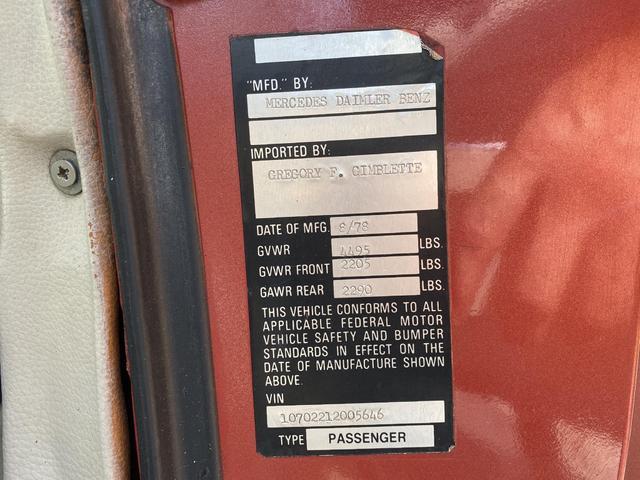 "MFD." BY:
MERCEDES DAIMLER BENZ
IMPORTED BY:
GREGORY F. GIMBLETTE
DATE OF MFG. 8/78
GVWR 4495 LBS.
GVWR FRONT 2205 LBS.
GAWR REAR 2290 LBS.
THIS VEHICLE CONFORMS TO ALL
APPLICABLE FEDERAL MOTOR
VEHICLE SAFETY AND BUMPER
STANDARDS IN EFFECT ON THE
DATE OF MANUFACTURE SHOWN
ABOVE.
VIN
10702212005646
TYPE PASSENGER